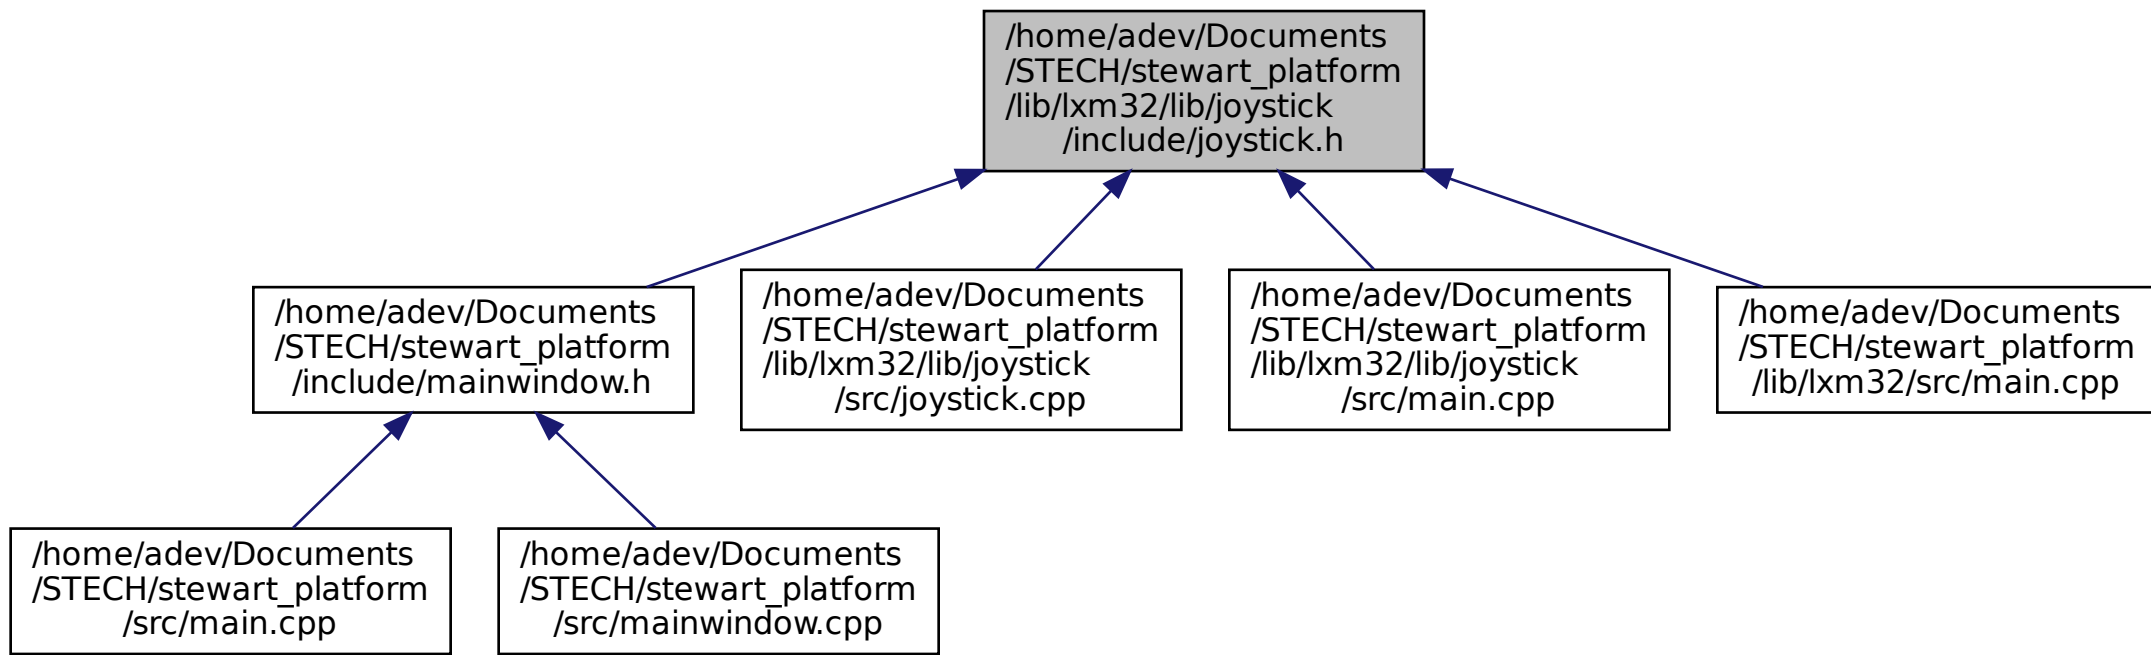 /home/adev/Documents
/STECH/stewart_platform
/lib/lxm32/lib/joystick
/include/joystick.h
/home/adev/Documents
/STECH/stewart_platform
/include/mainwindow.h
/home/adev/Documents
/STECH/stewart_platform
/lib/lxm32/lib/joystick
/src/joystick.cpp
/home/adev/Documents
/STECH/stewart_platform
/lib/lxm32/lib/joystick
/src/main.cpp
/home/adev/Documents
/STECH/stewart_platform
/lib/lxm32/src/main.cpp
/home/adev/Documents
/STECH/stewart_platform
/src/main.cpp
/home/adev/Documents
/STECH/stewart_platform
/src/mainwindow.cpp